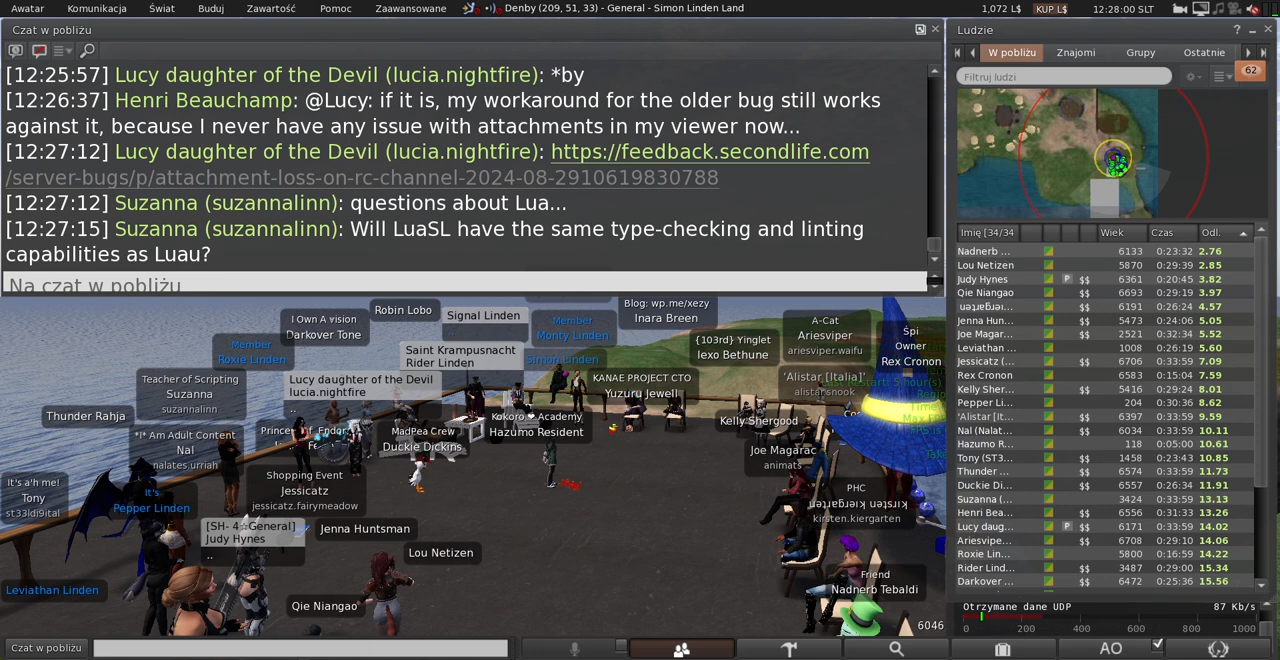 Awatar Komunikacja Świat Buduj Zawartość Pomoc Zaawansowane Denby (209, 51, 33) - General - Simon Linden Land 1,072 L$ KUP L$ 12:28:00 SLT
Czat w pobliżu
[12:25:57] Lucy daughter of the Devil (lucia.nightfire): *by
[12:26:37] Henri Beauchamp: @Lucy: if it is, my workaround for the older bug still works
against it, because I never have any issue with attachments in my viewer now...
[12:27:12] Lucy daughter of the Devil (lucia.nightfire): https://feedback.secondlife.com
/server-bugs/p/attachment-loss-on-rc-channel-2024-08-2910619830788
[12:27:12] Suzanna (suzannalinn): questions about Lua...
[12:27:15] Suzanna (suzannalinn): Will LuaSL have the same type-checking and linting
capabilities as Luau?
Na czat w pobliżu
Ludzie
W pobliżu Znajomi Grupy Ostatnie
Filtruj ludzi
62
Imię [34/34 Wiek Czas Odl.
Nadnerb ... 6133 0:23:32 2.76
Lou Netizen 5870 0:29:39 2.85
Judy Hynes P $$ 6361 0:20:45 3.82
Qie Niangao $$ 6693 0:29:19 3.97
$$ 6191 0:26:24 4.57
Jenna Hun... $$ 5473 0:24:06 5.05
Joe Magar... $$ 2521 0:32:34 5.52
Leviathan ... 1008 0:26:19 5.60
Jessicatz (... $$ 6706 0:33:59 7.09
Rex Cronon 6583 0:15:04 7.59
Kelly Sher... $$ 5416 0:29:24 8.01
Pepper Li... 204 0:30:36 8.62
'Alistar [It... $$ 6397 0:33:59 9.59
Nal (Nalat... $$ 6034 0:33:59 10.11
Hazumo R... 118 0:05:00 10.61
Tony (ST3... $$ 1458 0:23:43 10.85
Thunder ... $$ 6574 0:33:59 11.73
Duckie Di... $$ 6557 0:26:34 11.91
Suzanna (... 3424 0:33:59 13.13
Henri Bea... $$ 6556 0:31:33 13.26
Lucy daug... P $$ 6171 0:33:59 14.02
Ariesvipe... $$ 6708 0:29:10 14.06
Roxie Lin... 5800 0:16:59 14.22
Rider Lind... $$ 3487 0:29:00 15.34
Darkover ... $$ 6472 0:25:36 15.56
Otrzymane dane UDP 87 Kb/s
0 200 400 600 800 1000
Robin Lobo
I Own A vision
Darkover Tone
Signal Linden
Member
Monty Linden
Blog: wp.me/xezy
Inara Breen
A-Cat
Ariesviper
ariesviper.waifu
Śpi
Owner
Rex Cronon
Member
Roxie Linden
Saint Krampusnacht
Rider Linden
Simon Linden
{103rd} Yinglet
Iexo Bethune
Teacher of Scripting
Suzanna
suzannalinn
Lucy daughter of the Devil
lucia.nightfire
..
KANAE PROJECT CTO
Yuzuru Jewell
'Alistar [Italia]'
alistar.snook
Thunder Rahja
Kokoro ❤ Academy
Hazumo Resident
Kelly Shergood
*I* Am Adult Content
Nal
nalates.urriah
MadPea Crew
Duckie Dickins
Joe Magarac
animats
It's a'h me!
Tony
st33ldi9ital
It's
Pepper Linden
Shopping Event
Jessicatz
jessicatz.fairymeadow
PHC
kirsten.kiergarten
[SH- 4☆General]
Judy Hynes
..
Jenna Huntsman
Lou Netizen
Leviathan Linden
Qie Niangao
Friend
Nadnerb Tebaldi
6046
Czat w pobliżu
AO